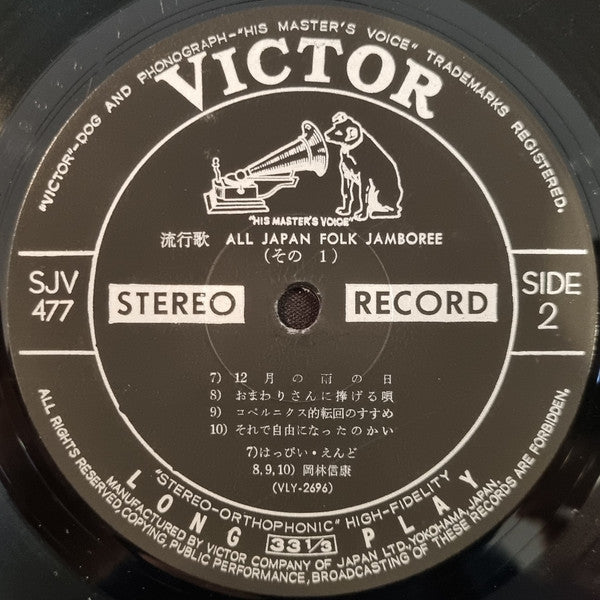 "VICTOR"-DOG AND PHONOGRAPH-"HIS MASTER'S VOICE" TRADEMARKS REGISTERED.
VICTOR
"HIS MASTER'S VOICE"
流行歌 ALL JAPAN FOLK JAMBOREE
(その 1)
SJV
477
STEREO
RECORD
SIDE
2
7) 12月の雨の日
8) おまわりさんに捧げる唄
9) コペルニクス的転回のすすめ
10) それで自由になったのかい
7)はっぴい・えんど
8,9,10) 岡林信康
(VLY-2696)
"STEREO-ORTHOPHONIC" HIGH-FIDELITY
LONG 33 1/3 PLAY
MANUFACTURED BY VICTOR COMPANY OF JAPAN LTD. YOKOHAMA, JAPAN.
ALL RIGHTS RESERVED, COPYING, PUBLIC PERFORMANCE, BROADCASTING OF THESE RECORDS ARE FORBIDDEN.